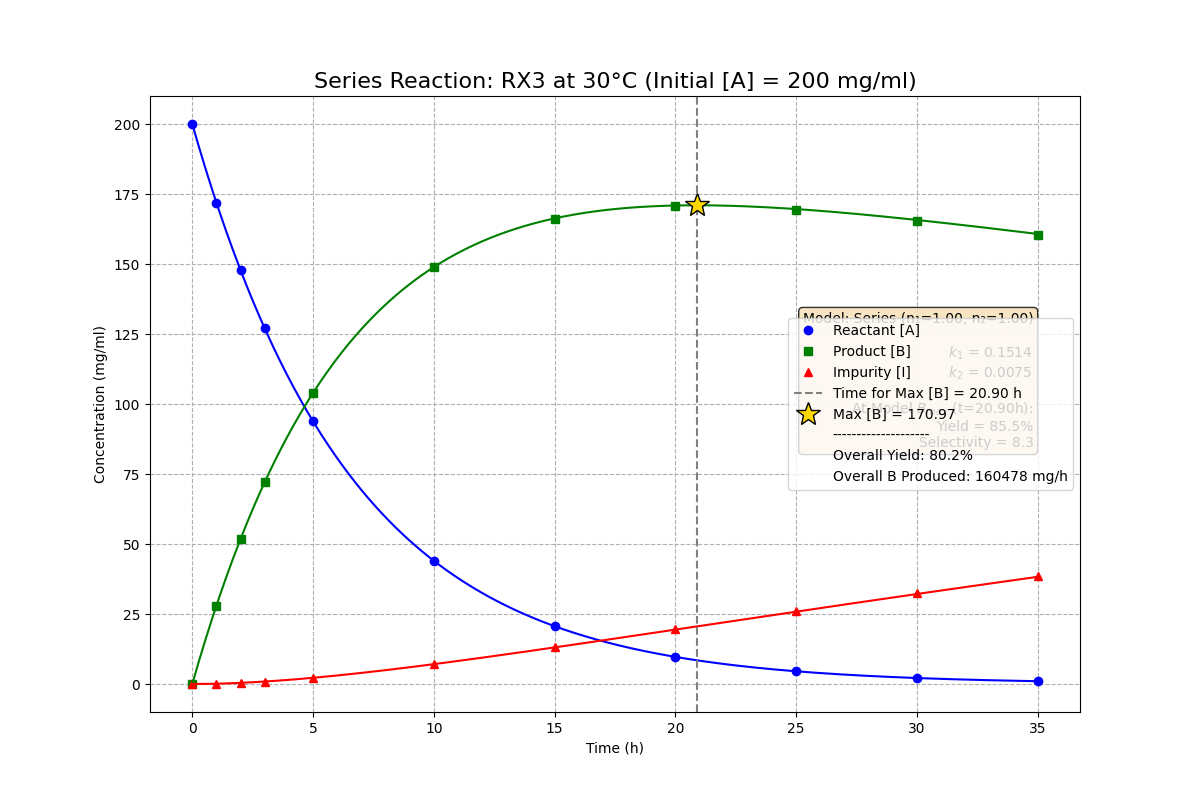 Series Reaction: RX3 at 30°C (Initial [A] = 200 mg/ml)
Concentration (mg/ml)
200
175
150
125
100
75
50
25
0
Model: Series (n₁=1.00, n₂=1.00)
k₁ = 0.1514
k₂ = 0.0075
(t=20.90h):
Yield = 85.5%
Selectivity = 8.3
Reactant [A]
Product [B]
Impurity [I]
Time for Max [B] = 20.90 h
Max [B] = 170.97
--------------------
Overall Yield: 80.2%
Overall B Produced: 160478 mg/h
0
5
10
15
20
25
30
35
Time (h)